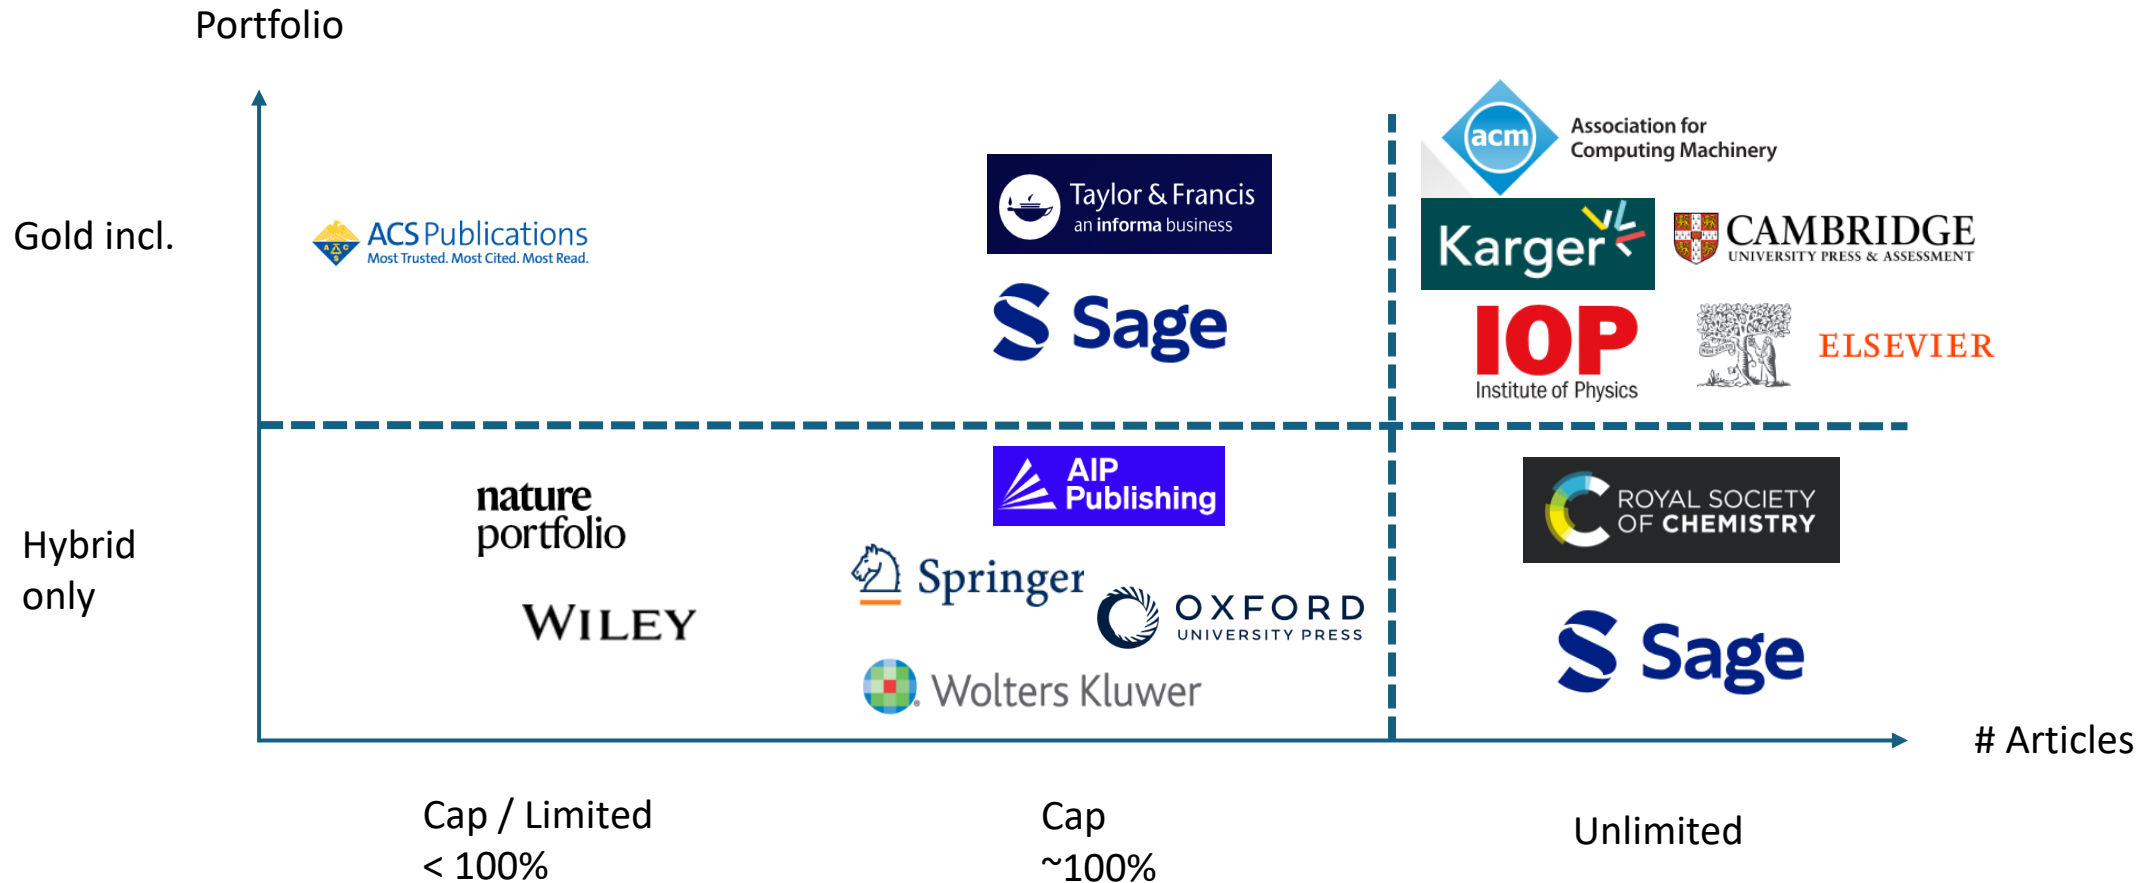 Portfolio
acm
Association for
Computing Machinery
Taylor & Francis
an informa business
Gold incl.
ACS Publications
Most Trusted. Most Cited. Most Read.
Karger
CAMBRIDGE
UNIVERSITY PRESS & ASSESSMENT
Sage
IOP
Institute of Physics
ELSEVIER
Hybrid
only
nature
portfolio
AIP
Publishing
ROYAL SOCIETY
OF CHEMISTRY
Springer
OXFORD
UNIVERSITY PRESS
WILEY
Wolters Kluwer
Sage
# Articles
Cap / Limited
< 100%
Cap
~100%
Unlimited